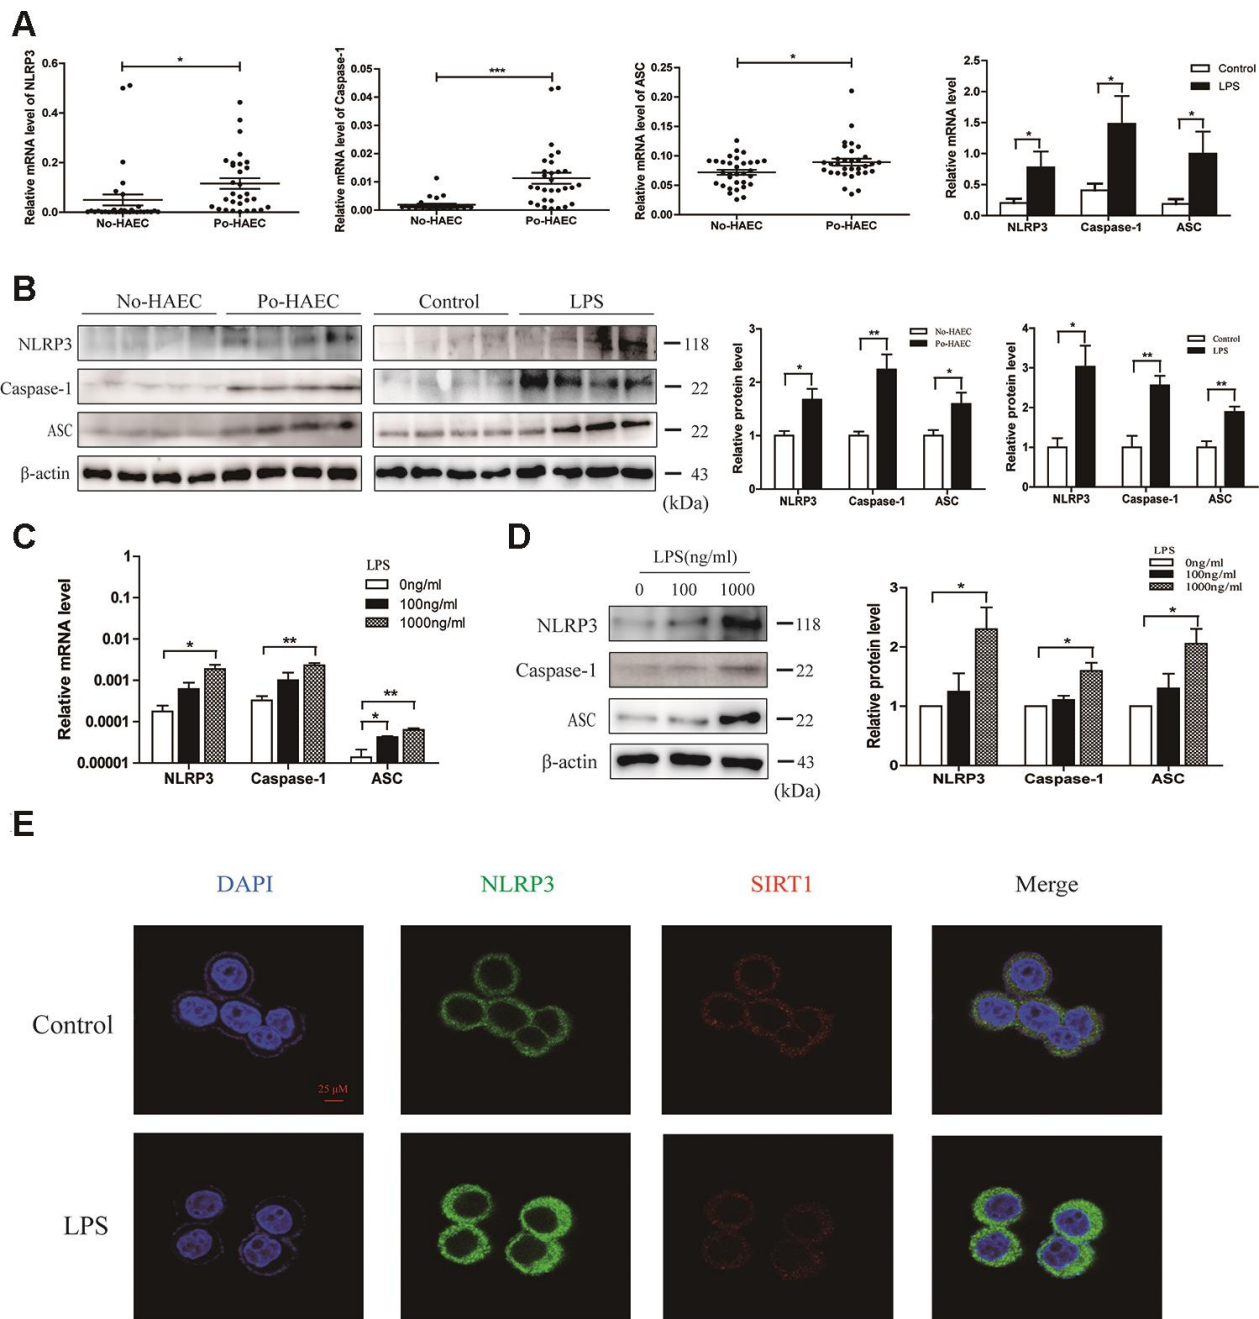 A
Relative mRNA level of NLRP3
0.6
0.4
0.2
0.0
*
No-HAEC
Po-HAEC
Relative mRNA level of Caspase-1
0.05
0.04
0.03
0.02
0.01
0.00
***
No-HAEC
Po-HAEC
Relative mRNA level of ASC
0.25
0.20
0.15
0.10
0.05
0.00
*
No-HAEC
Po-HAEC
Relative mRNA level
2.5
2.0
1.5
1.0
0.5
0.0
*
*
*
Control
LPS
NLRP3
Caspase-1
ASC
B
No-HAEC
Po-HAEC
Control
LPS
NLRP3
118
Caspase-1
22
ASC
22
β-actin
43
(kDa)
Relative protein level
3
2
1
0
*
**
*
No-HAEC
Po-HAEC
NLRP3
Caspase-1
ASC
Relative protein level
4
3
2
1
0
*
**
**
Control
LPS
NLRP3
Caspase-1
ASC
C
Relative mRNA level
1
0.1
0.01
0.001
0.0001
0.00001
LPS
0ng/ml
100ng/ml
1000ng/ml
*
**
*
**
NLRP3
Caspase-1
ASC
D
LPS(ng/ml)
0 100 1000
NLRP3
118
Caspase-1
22
ASC
22
β-actin
43
(kDa)
Relative protein level
3
2
1
0
LPS
0ng/ml
100ng/ml
1000ng/ml
*
*
*
NLRP3
Caspase-1
ASC
E
DAPI
NLRP3
SIRT1
Merge
Control
25 μM
LPS